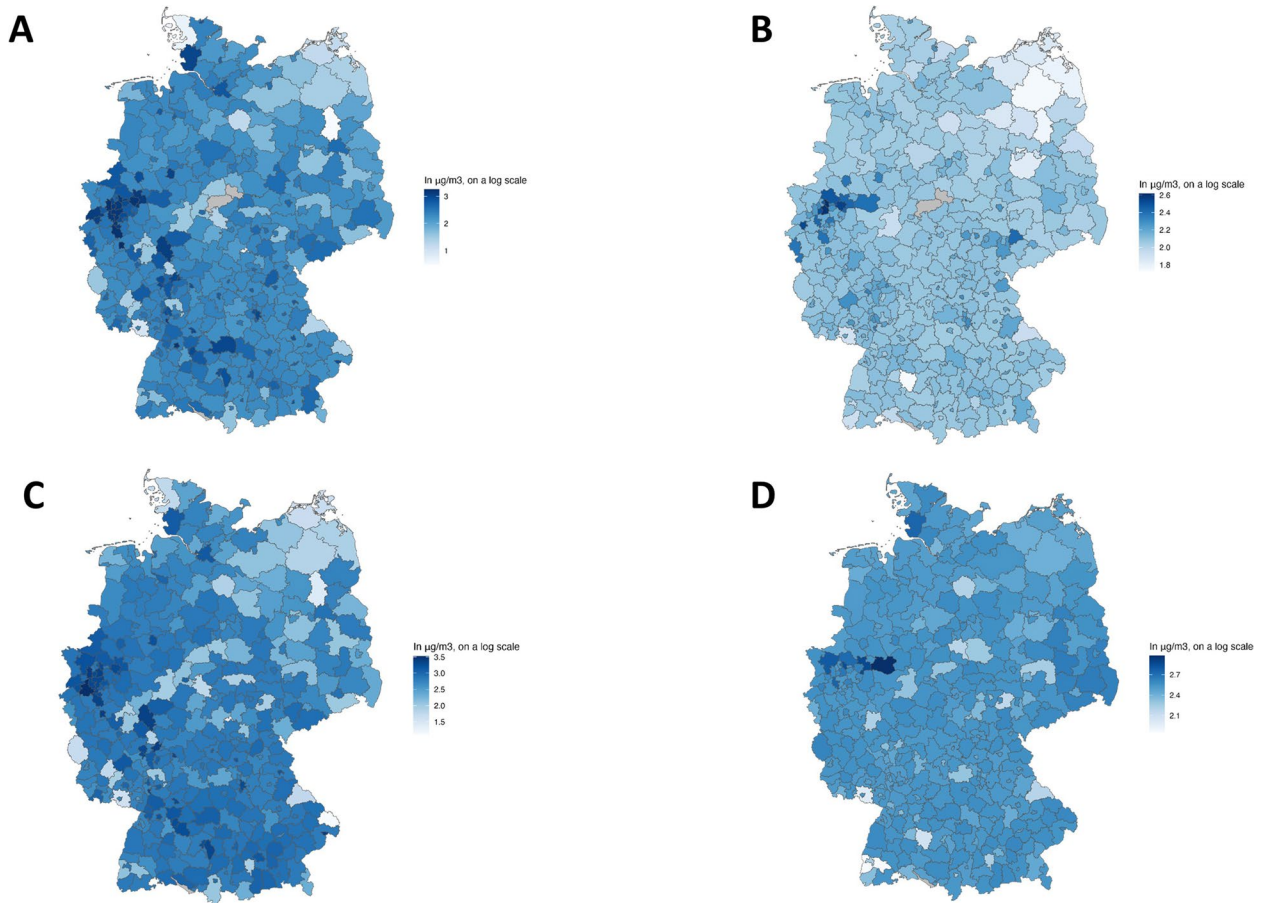 A
In µg/m3, on a log scale
3
2
1
B
In µg/m3, on a log scale
2.6
2.4
2.2
2.0
1.8
C
In µg/m3, on a log scale
3.5
3.0
2.5
2.0
1.5
D
In µg/m3, on a log scale
2.7
2.4
2.1